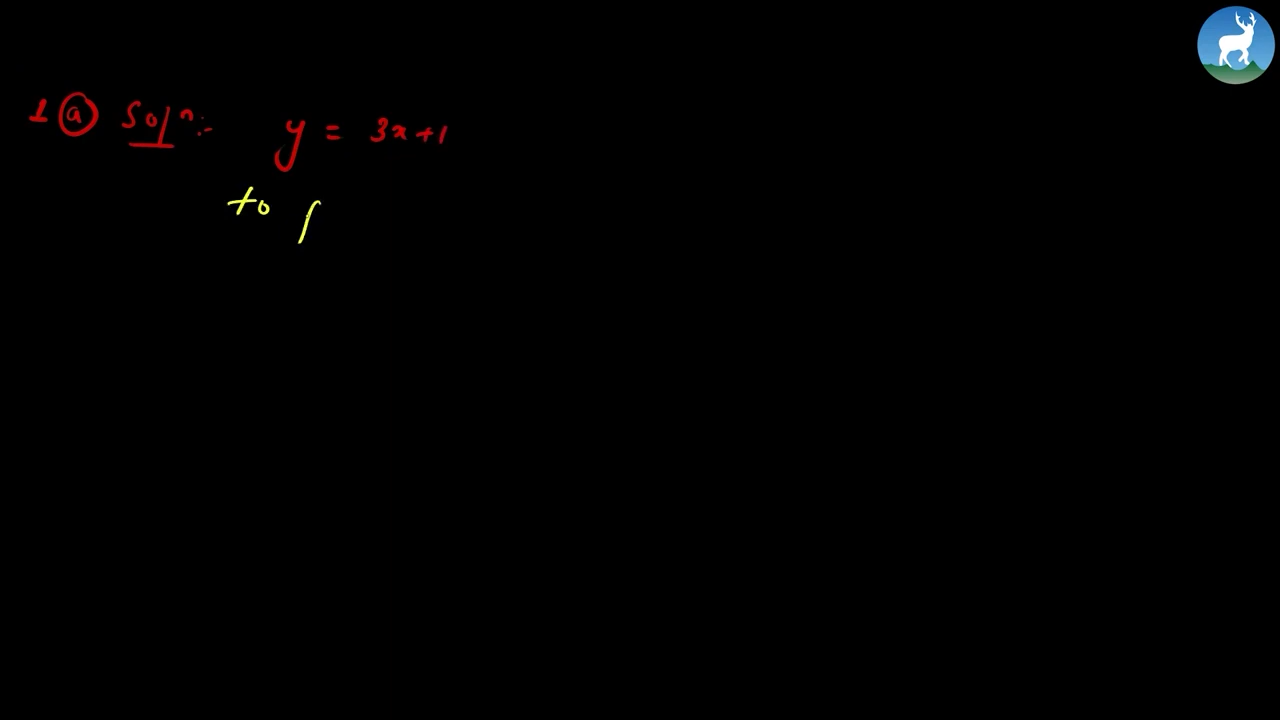 1 (a) Solⁿ:- y = 3x+1
to f